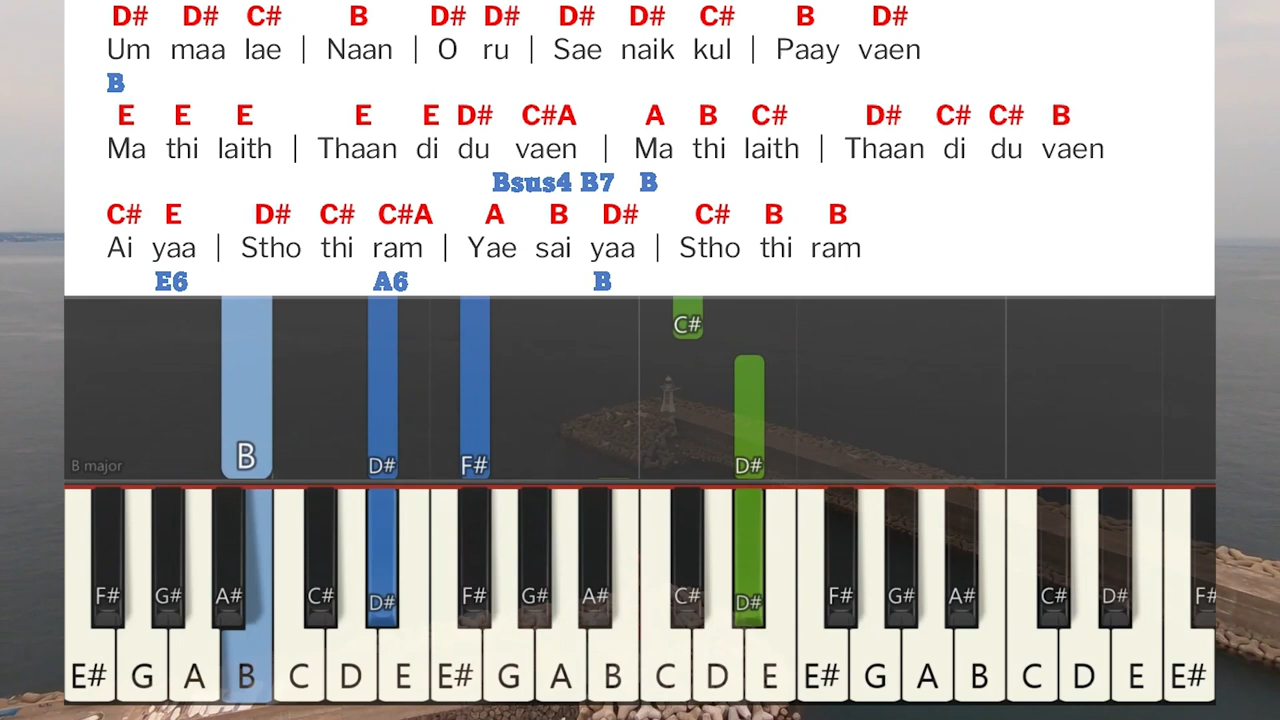 D# D# C# B D# D# D# D# C# B D#
Um maa lae | Naan | O ru | Sae naik kul | Paay vaen
B
E E E E E D# C#A A B C# D# C# C# B
Ma thi laith | Thaan di du vaen | Ma thi laith | Thaan di du vaen
Bsus4 B7 B
C# E D# C# C#A A B D# C# B B
Ai yaa | Stho thi ram | Yae sai yaa | Stho thi ram
E6 A6 B
C#
B D# F# D#
B major
F# G# A# C# D# F# G# A# C# D# F# G# A# C# D# F#
E# G A B C D E E# G A B C D E E# G A B C D E E#